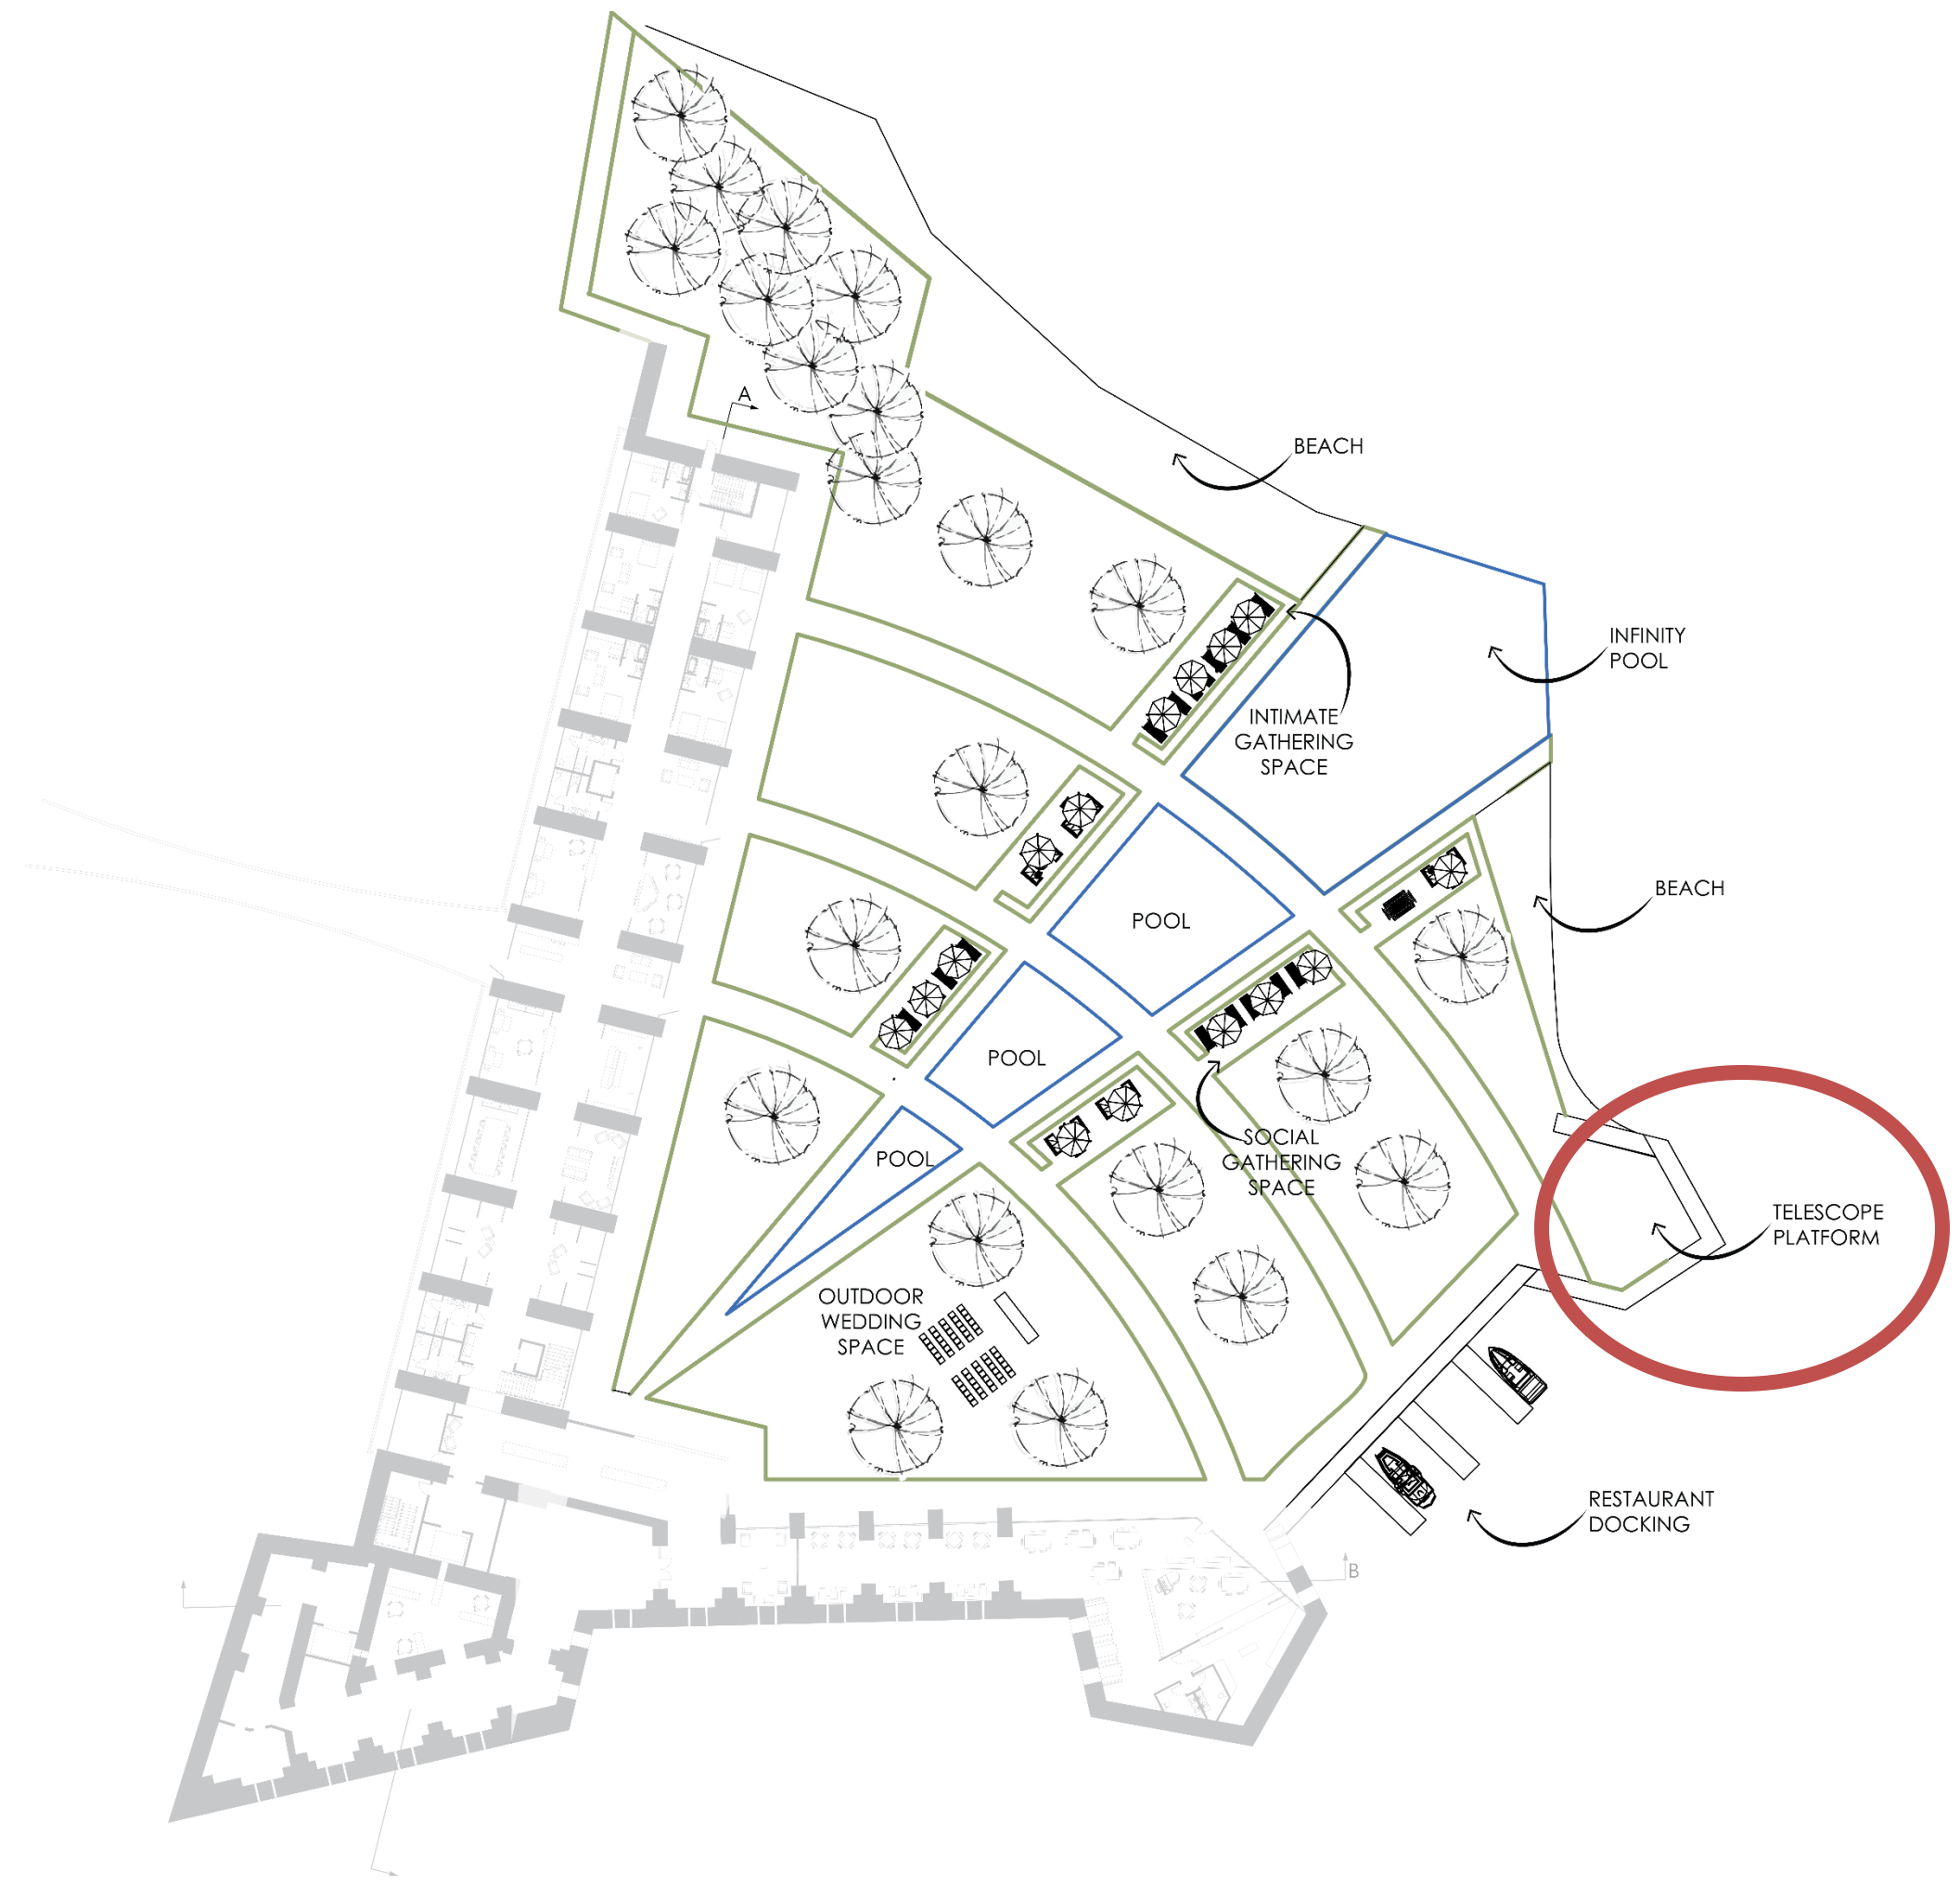 A
BEACH
INFINITY
POOL
INTIMATE
GATHERING
SPACE
BEACH
POOL
POOL
SOCIAL
GATHERING
SPACE
POOL
TELESCOPE
PLATFORM
OUTDOOR
WEDDING
SPACE
RESTAURANT
DOCKING
B